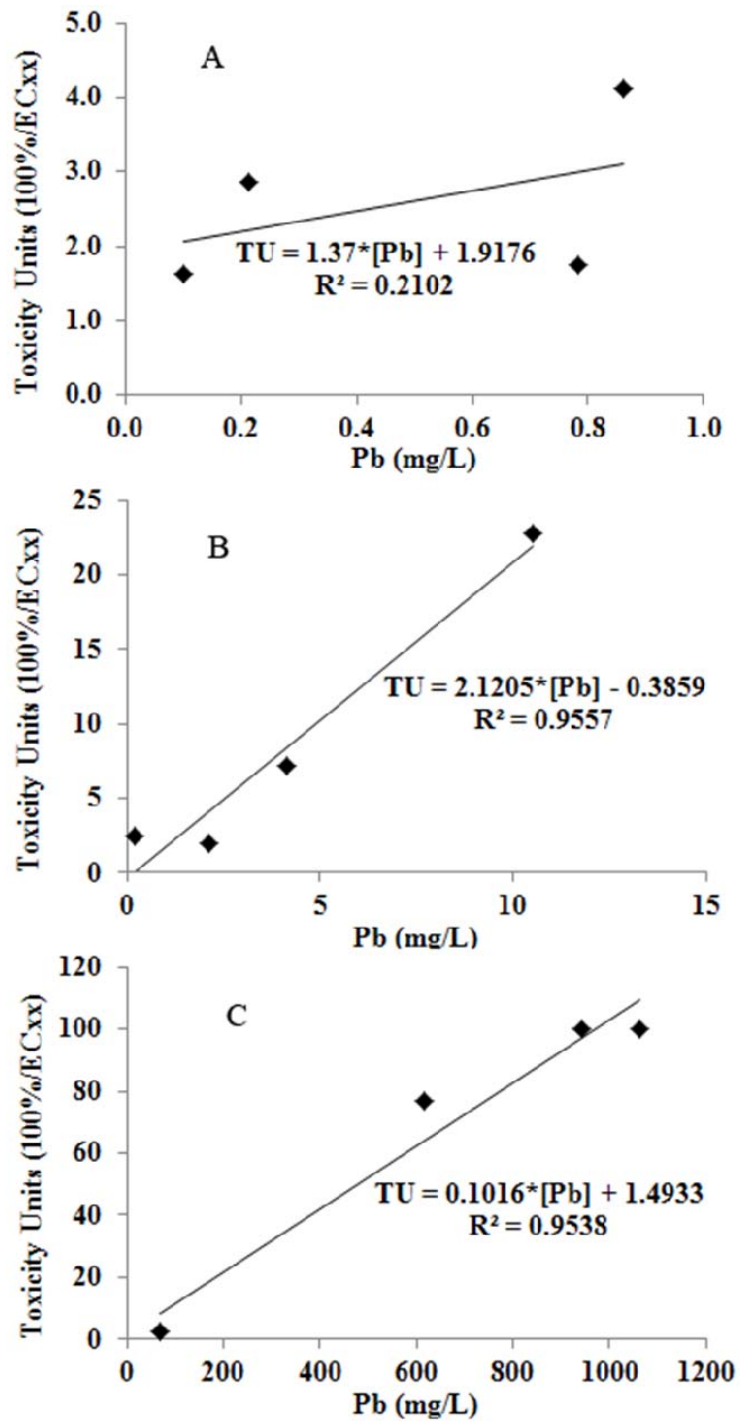 Toxicity Units (100%/ECxx)
5.0
4.0
3.0
2.0
1.0
0.0
A
TU = 1.37*[Pb] + 1.9176
R² = 0.2102
0.0 0.2 0.4 0.6 0.8 1.0
Pb (mg/L)
Toxicity Units (100%/ECxx)
25
20
15
10
5
0
B
TU = 2.1205*[Pb] - 0.3859
R² = 0.9557
0 5 10 15
Pb (mg/L)
Toxicity Units (100%/ECxx)
120
100
80
60
40
20
0
C
TU = 0.1016*[Pb] + 1.4933
R² = 0.9538
0 200 400 600 800 1000 1200
Pb (mg/L)